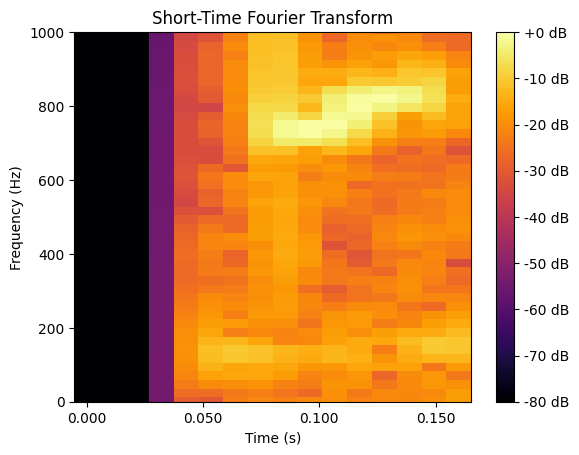 Short-Time Fourier Transform
1000
800
600
400
200
0
Frequency (Hz)
0.000
0.050
0.100
0.150
Time (s)
+0 dB
-10 dB
-20 dB
-30 dB
-40 dB
-50 dB
-60 dB
-70 dB
-80 dB